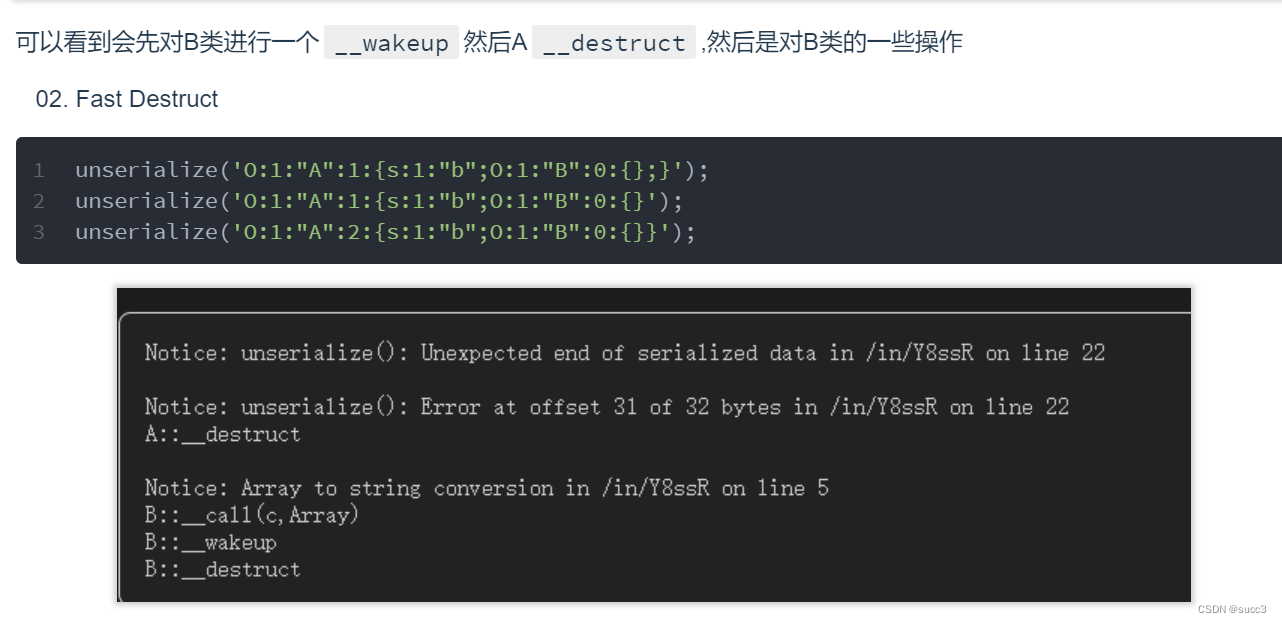 可以看到会先对B类进行一个 __wakeup 然后A __destruct ,然后是对B类的一些操作
02. Fast Destruct
1 unserialize('O:1:"A":1:{s:1:"b";O:1:"B":0:{};}');
2 unserialize('O:1:"A":1:{s:1:"b";O:1:"B":0:{}');
3 unserialize('O:1:"A":2:{s:1:"b";O:1:"B":0:{}}');
Notice: unserialize(): Unexpected end of serialized data in /in/Y8ssR on line 22
Notice: unserialize(): Error at offset 31 of 32 bytes in /in/Y8ssR on line 22
A::__destruct
Notice: Array to string conversion in /in/Y8ssR on line 5
B::__call(c,Array)
B::__wakeup
B::__destruct
CSDN @succ3